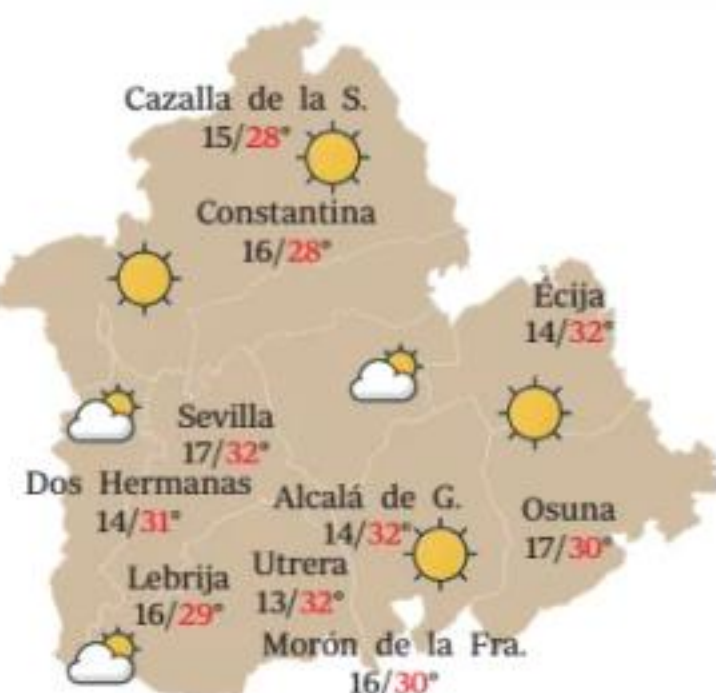 Cazalla de la S.
15/28°
Constantina
16/28°
Écija
14/32°
Sevilla
17/32°
Dos Hermanas
14/31°
Alcalá de G.
14/32°
Osuna
17/30°
Lebrija
16/29°
Utrera
13/32°
Morón de la Fra.
16/30°